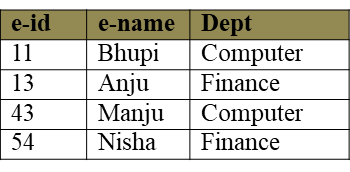 e-id e-name Dept
11 Bhupi Computer
13 Anju Finance
43 Manju Computer
54 Nisha Finance